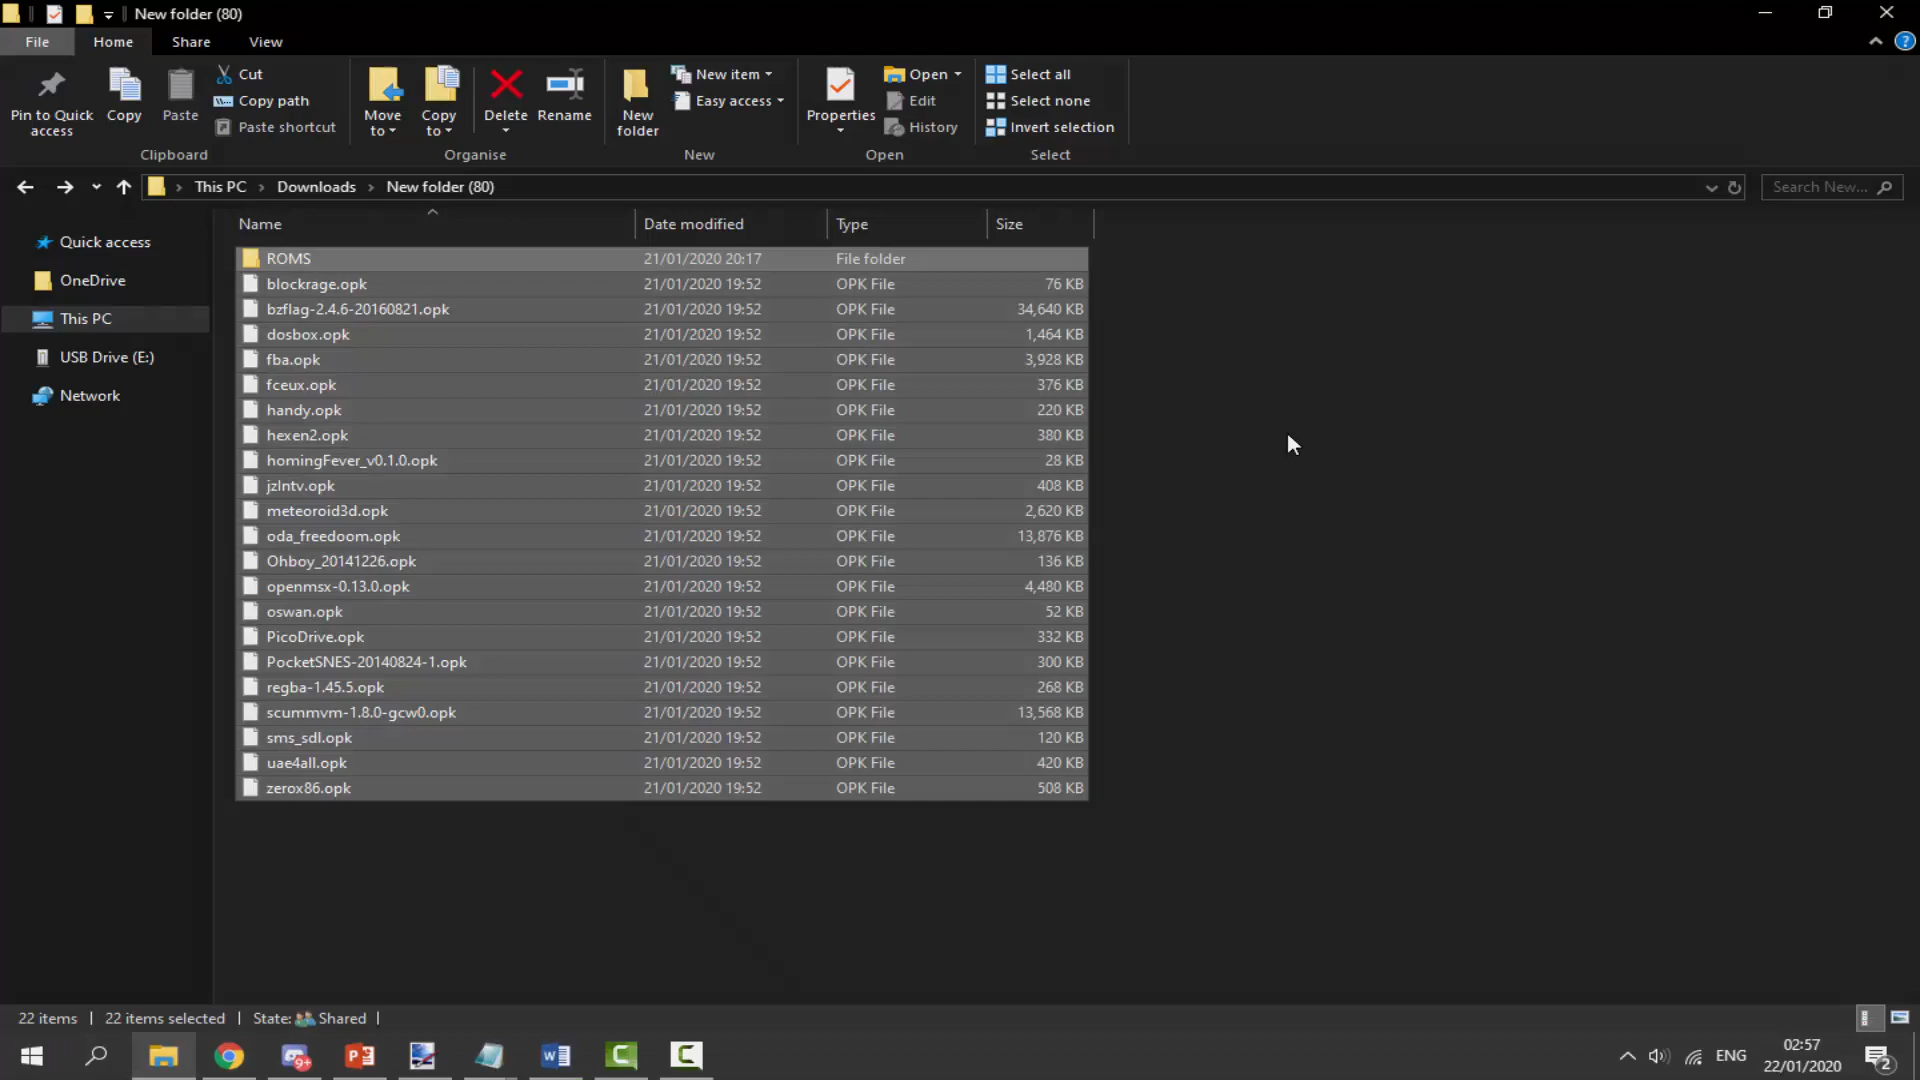 New folder (80)
File
Home
Share
View
Pin to Quick
access
Copy
Paste
Cut
Copy path
Paste shortcut
Clipboard
Move
to
Copy
to
Delete
Rename
Organise
New
folder
New item
Easy access
New
Properties
Open
Edit
History
Open
Select all
Select none
Invert selection
Select
This PC
Downloads
New folder (80)
Search New...
Quick access
OneDrive
This PC
USB Drive (E:)
Network
Name Date modified Type Size
ROMS 21/01/2020 20:17 File folder
blockrage.opk 21/01/2020 19:52 OPK File 76 KB
bzflag-2.4.6-20160821.opk 21/01/2020 19:52 OPK File 34,640 KB
dosbox.opk 21/01/2020 19:52 OPK File 1,464 KB
fba.opk 21/01/2020 19:52 OPK File 3,928 KB
fceux.opk 21/01/2020 19:52 OPK File 376 KB
handy.opk 21/01/2020 19:52 OPK File 220 KB
hexen2.opk 21/01/2020 19:52 OPK File 380 KB
homingFever_v0.1.0.opk 21/01/2020 19:52 OPK File 28 KB
jzIntv.opk 21/01/2020 19:52 OPK File 408 KB
meteoroid3d.opk 21/01/2020 19:52 OPK File 2,620 KB
oda_freedoom.opk 21/01/2020 19:52 OPK File 13,876 KB
Ohboy_20141226.opk 21/01/2020 19:52 OPK File 136 KB
openmsx-0.13.0.opk 21/01/2020 19:52 OPK File 4,480 KB
oswan.opk 21/01/2020 19:52 OPK File 52 KB
PicoDrive.opk 21/01/2020 19:52 OPK File 332 KB
PocketSNES-20140824-1.opk 21/01/2020 19:52 OPK File 300 KB
regba-1.45.5.opk 21/01/2020 19:52 OPK File 268 KB
scummvm-1.8.0-gcw0.opk 21/01/2020 19:52 OPK File 13,568 KB
sms_sdl.opk 21/01/2020 19:52 OPK File 120 KB
uae4all.opk 21/01/2020 19:52 OPK File 420 KB
zerox86.opk 21/01/2020 19:52 OPK File 508 KB
22 items | 22 items selected | State: Shared |
9+
ENG
02:57
22/01/2020
2